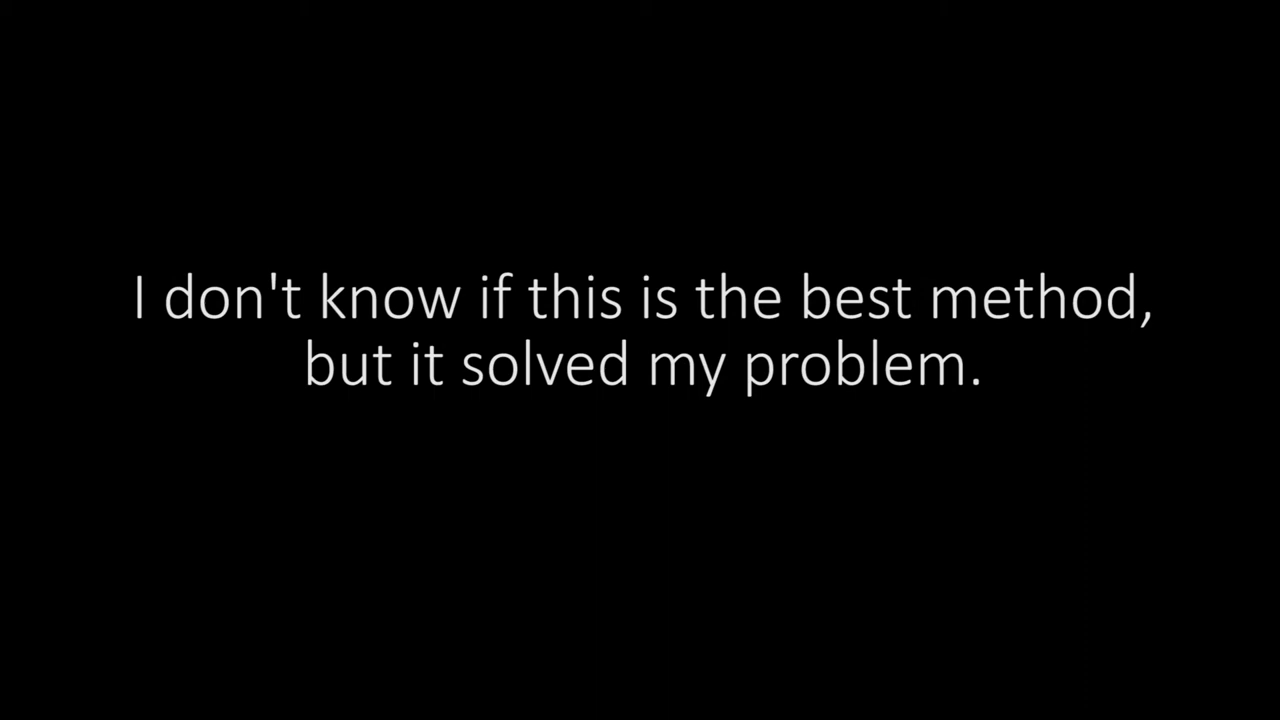 I don't know if this is the best method,
but it solved my problem.